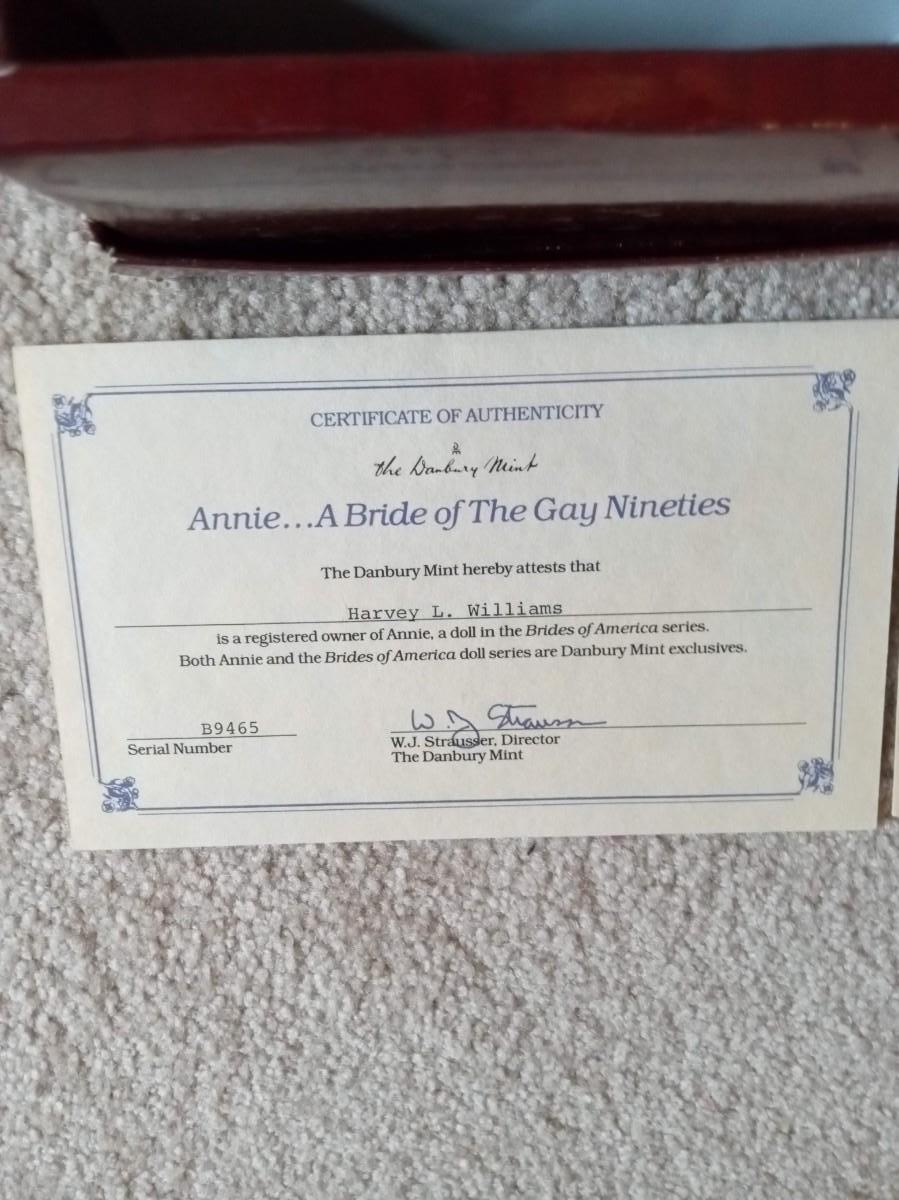 CERTIFICATE OF AUTHENTICITY
the Danbury Mint
Annie...A Bride of The Gay Nineties
The Danbury Mint hereby attests that
Harvey L. Williams
is a registered owner of Annie, a doll in the Brides of America series.
Both Annie and the Brides of America doll series are Danbury Mint exclusives.
B9465
Serial Number
W. J. Strausser
W.J. Strausser, Director
The Danbury Mint